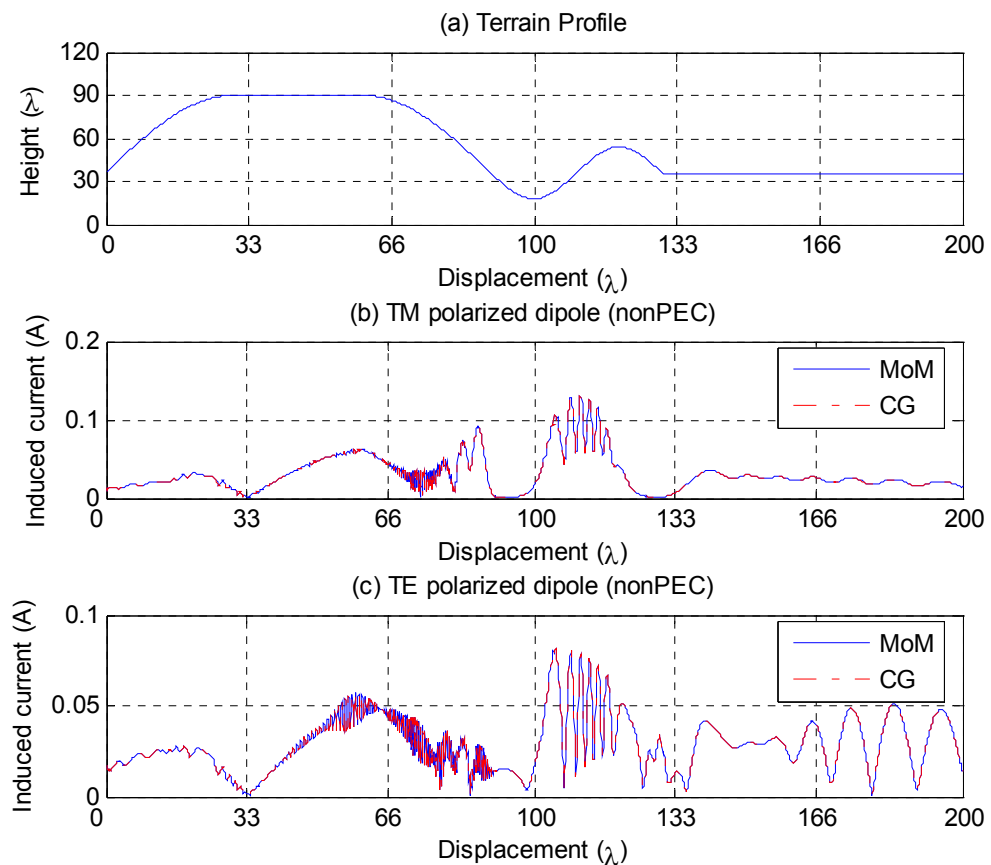 (a) Terrain Profile
120
90
60
30
0
Height (λ)
0 33 66 100 133 166 200
Displacement (λ)
(b) TM polarized dipole (nonPEC)
0.2
0.1
0
Induced current (A)
MoM
CG
0 33 66 100 133 166 200
Displacement (λ)
(c) TE polarized dipole (nonPEC)
0.1
0.05
0
Induced current (A)
MoM
CG
0 33 66 100 133 166 200
Displacement (λ)